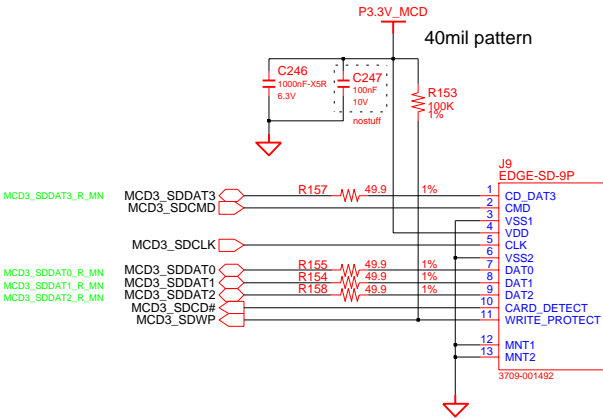 P3.3V_MCD
40mil pattern
C246
1000nF-X5R
6.3V
C247
100nF
10V
nostuff
R153
100K
1%
J9
EDGE-SD-9P
MCD3_SDDAT3_R_MN MCD3_SDDAT3 R157 49.9 1% 1 CD_DAT3
MCD3_SDCMD 2 CMD
3 VSS1
4 VDD
MCD3_SDCLK 5 CLK
6 VSS2
MCD3_SDDAT0_R_MN MCD3_SDDAT0 R155 49.9 1% 7 DAT0
MCD3_SDDAT1_R_MN MCD3_SDDAT1 R154 49.9 1% 8 DAT1
MCD3_SDDAT2_R_MN MCD3_SDDAT2 R158 49.9 1% 9 DAT2
MCD3_SDCD# 10 CARD_DETECT
MCD3_SDWP 11 WRITE_PROTECT
12 MNT1
13 MNT2
3709-001492